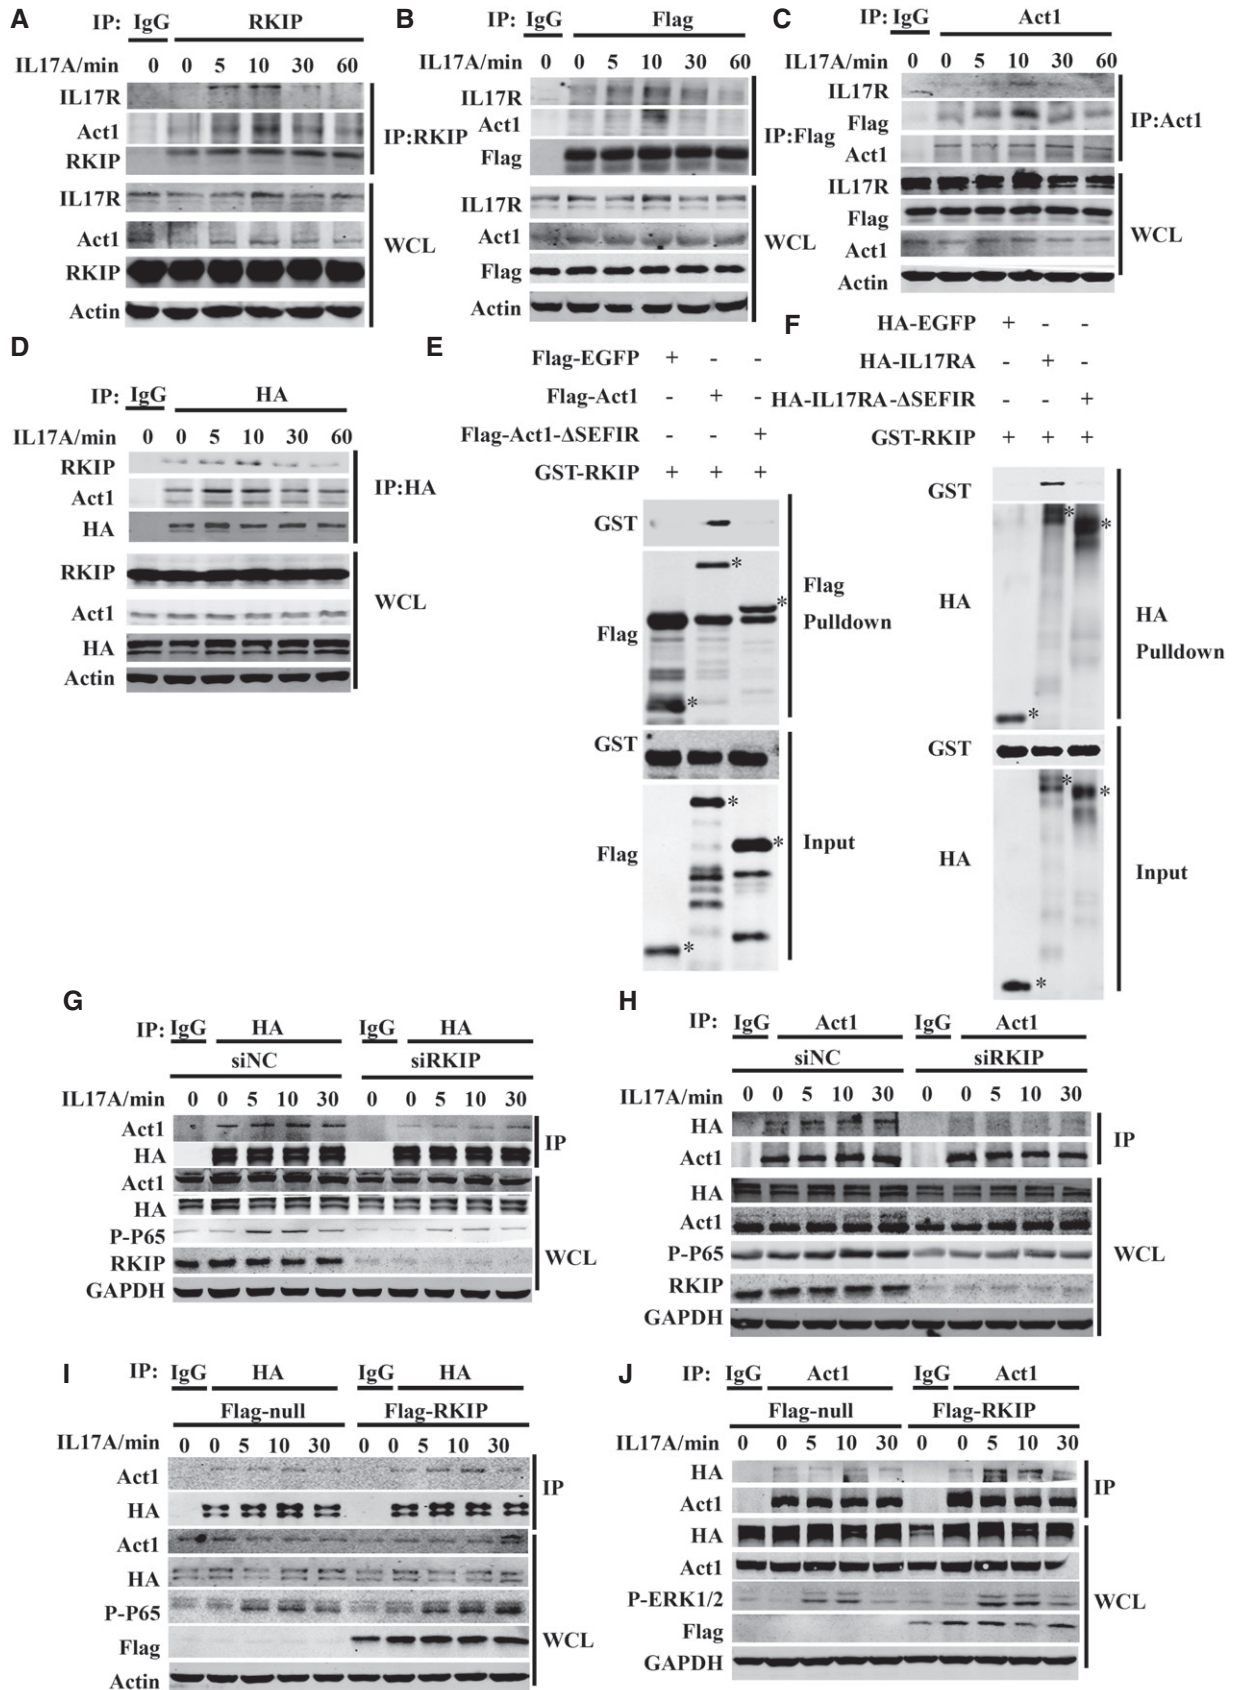 A
IP: IgG RKIP
IL17A/min 0 0 5 10 30 60
IL17R
Act1
RKIP
IP:RKIP
IL17R
Act1
RKIP
Actin
WCL
B
IP: IgG Flag
IL17A/min 0 0 5 10 30 60
IL17R
Act1
Flag
IP:Flag
IL17R
Act1
Flag
Actin
WCL
C
IP: IgG Act1
IL17A/min 0 0 5 10 30 60
IL17R
Flag
Act1
IP:Act1
IL17R
Flag
Act1
Actin
WCL
D
IP: IgG HA
IL17A/min 0 0 5 10 30 60
RKIP
Act1
HA
IP:HA
RKIP
Act1
HA
Actin
WCL
E
Flag-EGFP + - -
Flag-Act1 - + -
Flag-Act1-ΔSEFIR - - +
GST-RKIP + + +
GST
Flag
* * *
Flag
Pulldown
GST
Flag
* * *
Input
F
HA-EGFP + - -
HA-IL17RA - + -
HA-IL17RA-ΔSEFIR - - +
GST-RKIP + + +
GST
HA
* * *
HA
Pulldown
GST
HA
* * *
Input
G
IP: IgG HA IgG HA
siNC siRKIP
IL17A/min 0 0 5 10 30 0 0 5 10 30
Act1
HA
IP
Act1
HA
P-P65
RKIP
GAPDH
WCL
H
IP: IgG Act1 IgG Act1
siNC siRKIP
IL17A/min 0 0 5 10 30 0 0 5 10 30
HA
Act1
IP
HA
Act1
P-P65
RKIP
GAPDH
WCL
I
IP: IgG HA IgG HA
Flag-null Flag-RKIP
IL17A/min 0 0 5 10 30 0 0 5 10 30
Act1
HA
IP
Act1
HA
P-P65
Flag
Actin
WCL
J
IP: IgG Act1 IgG Act1
Flag-null Flag-RKIP
IL17A/min 0 0 5 10 30 0 0 5 10 30
HA
Act1
IP
HA
Act1
P-ERK1/2
Flag
GAPDH
WCL